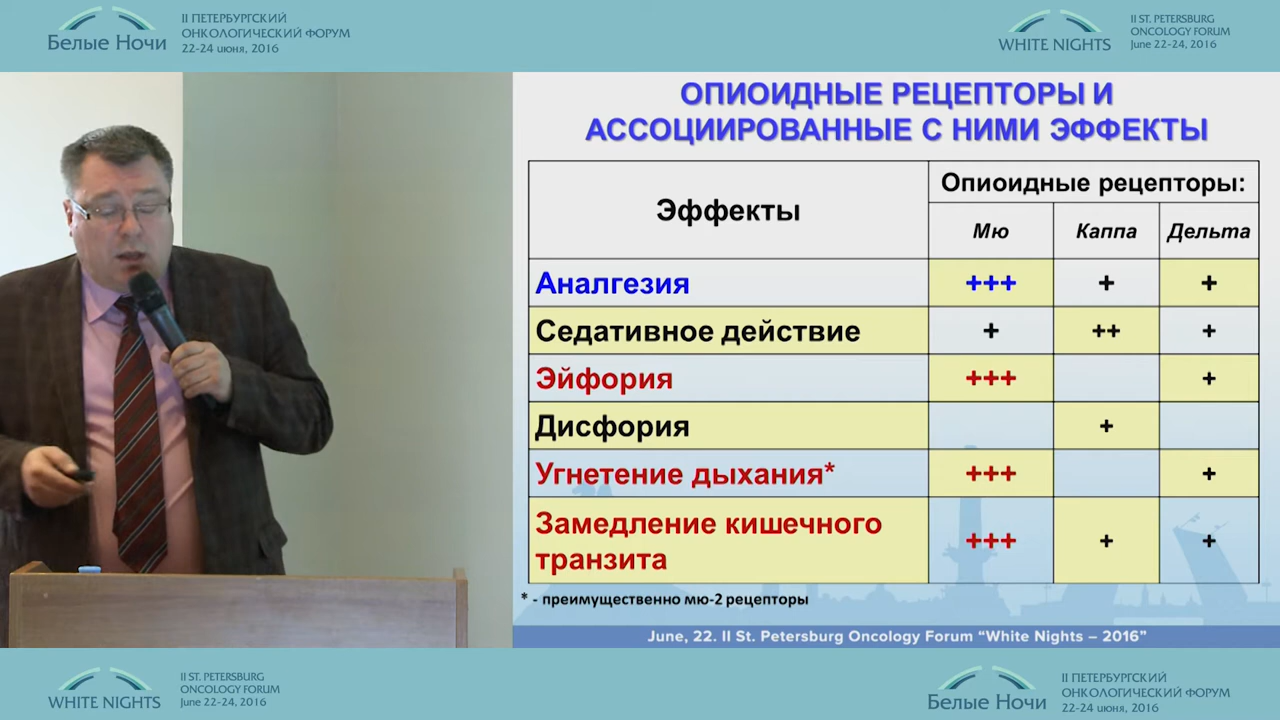 Белые Ночи
II ПЕТЕРБУРГСКИЙ
ОНКОЛОГИЧЕСКИЙ ФОРУМ
22-24 июня, 2016
WHITE NIGHTS
II ST. PETERSBURG
ONCOLOGY FORUM
June 22-24, 2016
ОПИОИДНЫЕ РЕЦЕПТОРЫ И
АССОЦИИРОВАННЫЕ С НИМИ ЭФФЕКТЫ
Эффекты
Опиоидные рецепторы:
Мю Каппа Дельта
Аналгезия +++ + +
Седативное действие + ++ +
Эйфория +++ +
Дисфория +
Угнетение дыхания* +++ +
Замедление кишечного
транзита +++ + +
* - преимущественно мю-2 рецепторы
June, 22. II St. Petersburg Oncology Forum “White Nights – 2016”
WHITE NIGHTS
II ST. PETERSBURG
ONCOLOGY FORUM
June 22-24, 2016
Белые Ночи
II ПЕТЕРБУРГСКИЙ
ОНКОЛОГИЧЕСКИЙ ФОРУМ
22-24 июня, 2016